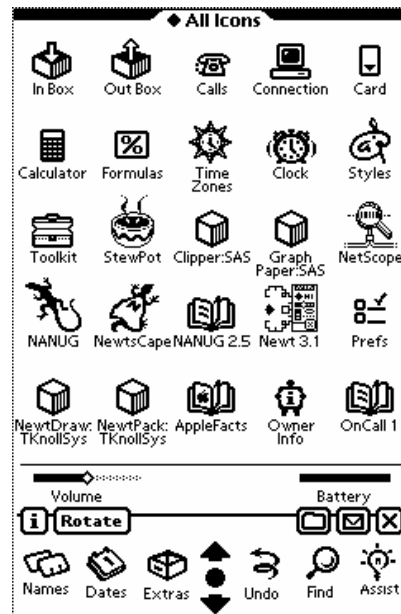 All Icons
In Box Out Box Calls Connection Card
Calculator Formulas Time Zones Clock Styles
Toolkit StewPot Clipper:SAS Graph Paper:SAS NetScope
NANUG NewtsCape NANUG 2.5 Newt 3.1 Prefs
NewtDraw:TKnollSys NewtPack:TKnollSys AppleFacts Owner Info OnCall 1
Volume Battery
i Rotate
Names Dates Extras Undo Find Assist